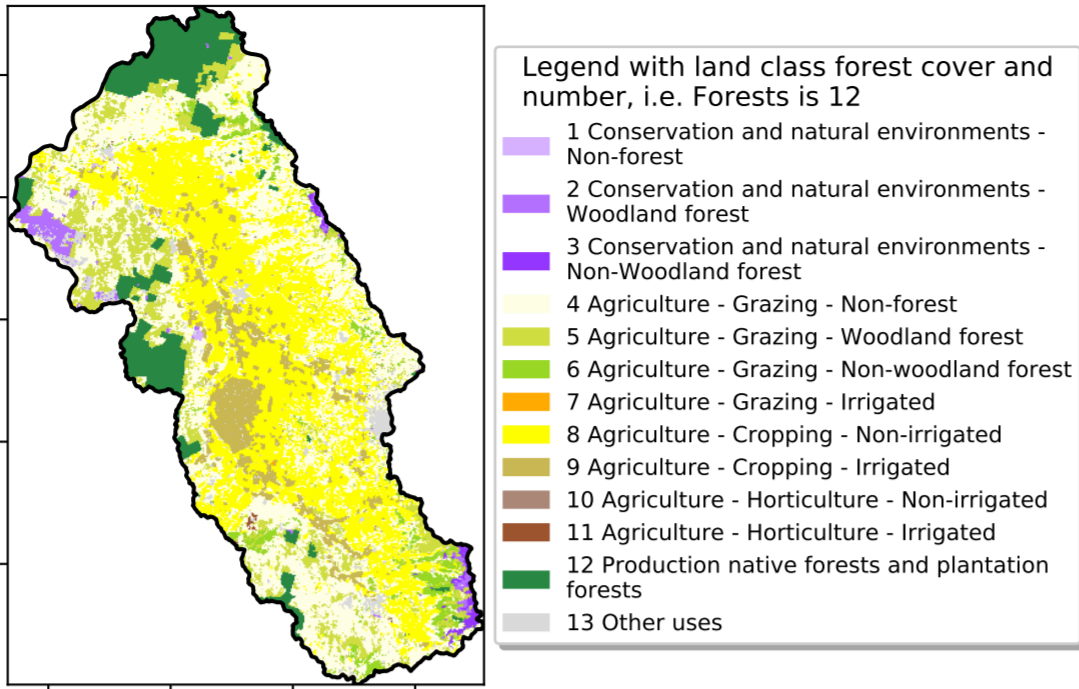 Legend with land class forest cover and
number, i.e. Forests is 12
1 Conservation and natural environments -
Non-forest
2 Conservation and natural environments -
Woodland forest
3 Conservation and natural environments -
Non-Woodland forest
4 Agriculture - Grazing - Non-forest
5 Agriculture - Grazing - Woodland forest
6 Agriculture - Grazing - Non-woodland forest
7 Agriculture - Grazing - Irrigated
8 Agriculture - Cropping - Non-irrigated
9 Agriculture - Cropping - Irrigated
10 Agriculture - Horticulture - Non-irrigated
11 Agriculture - Horticulture - Irrigated
12 Production native forests and plantation
forests
13 Other uses